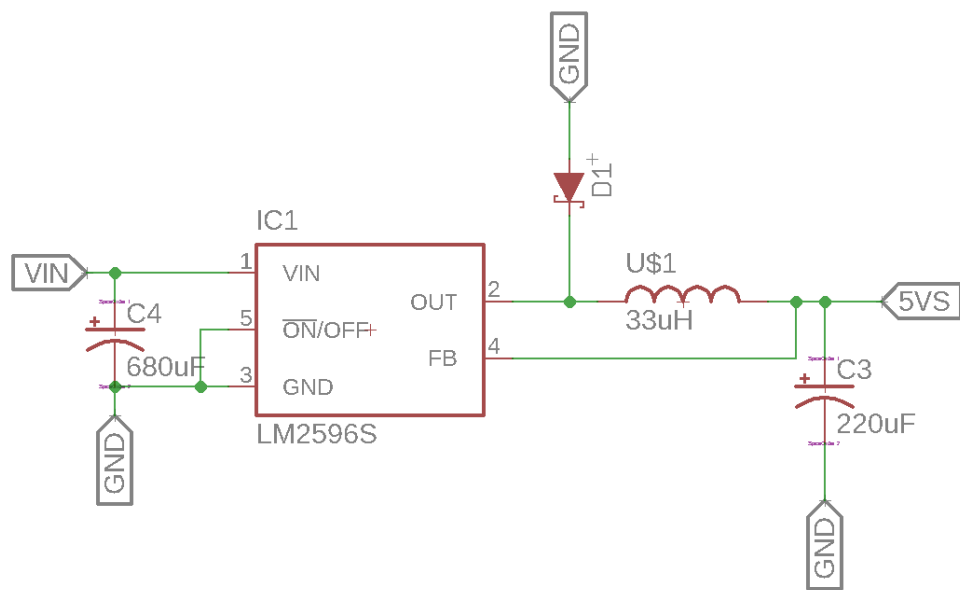 GND
D1
IC1
VIN
1
VIN
C4
680uF
5
ON/OFF
3
GND
LM2596S
GND
OUT
2
FB
4
U$1
33uH
5VS
C3
220uF
GND